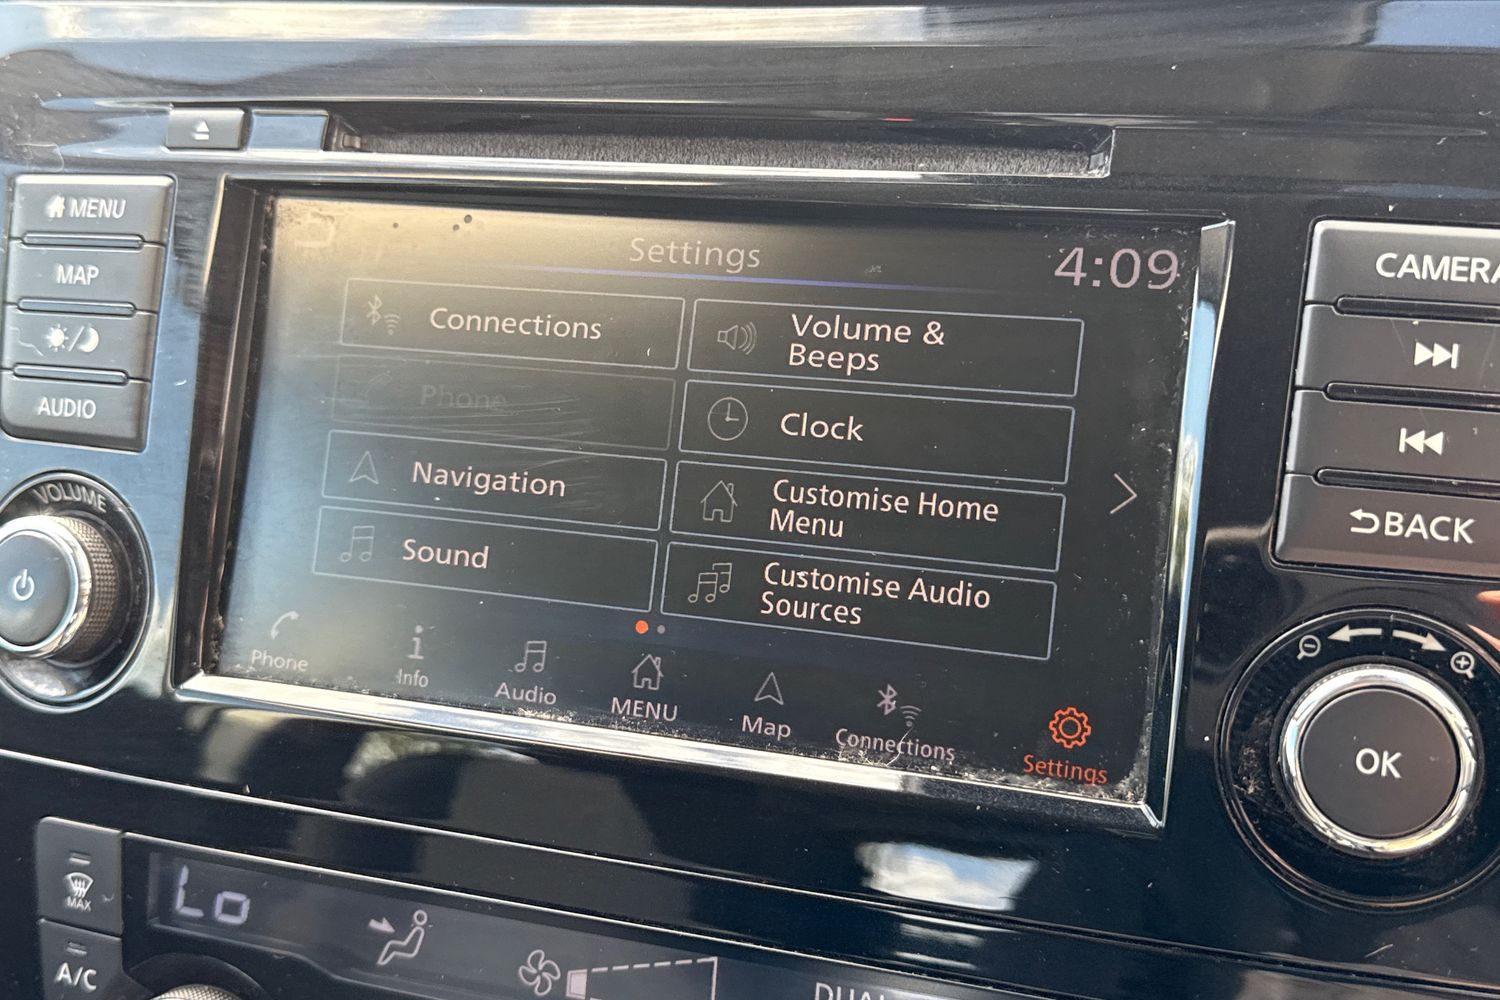 MENU
MAP
AUDIO
VOLUME
Settings
4:09
Connections
Volume &
Beeps
Phone
Clock
Navigation
Customise Home
Menu
Sound
Customise Audio
Sources
Phone
Info
Audio
MENU
Map
Connections
Settings
CAMERA
BACK
OK
MAX
A/C
Lo
DUAL